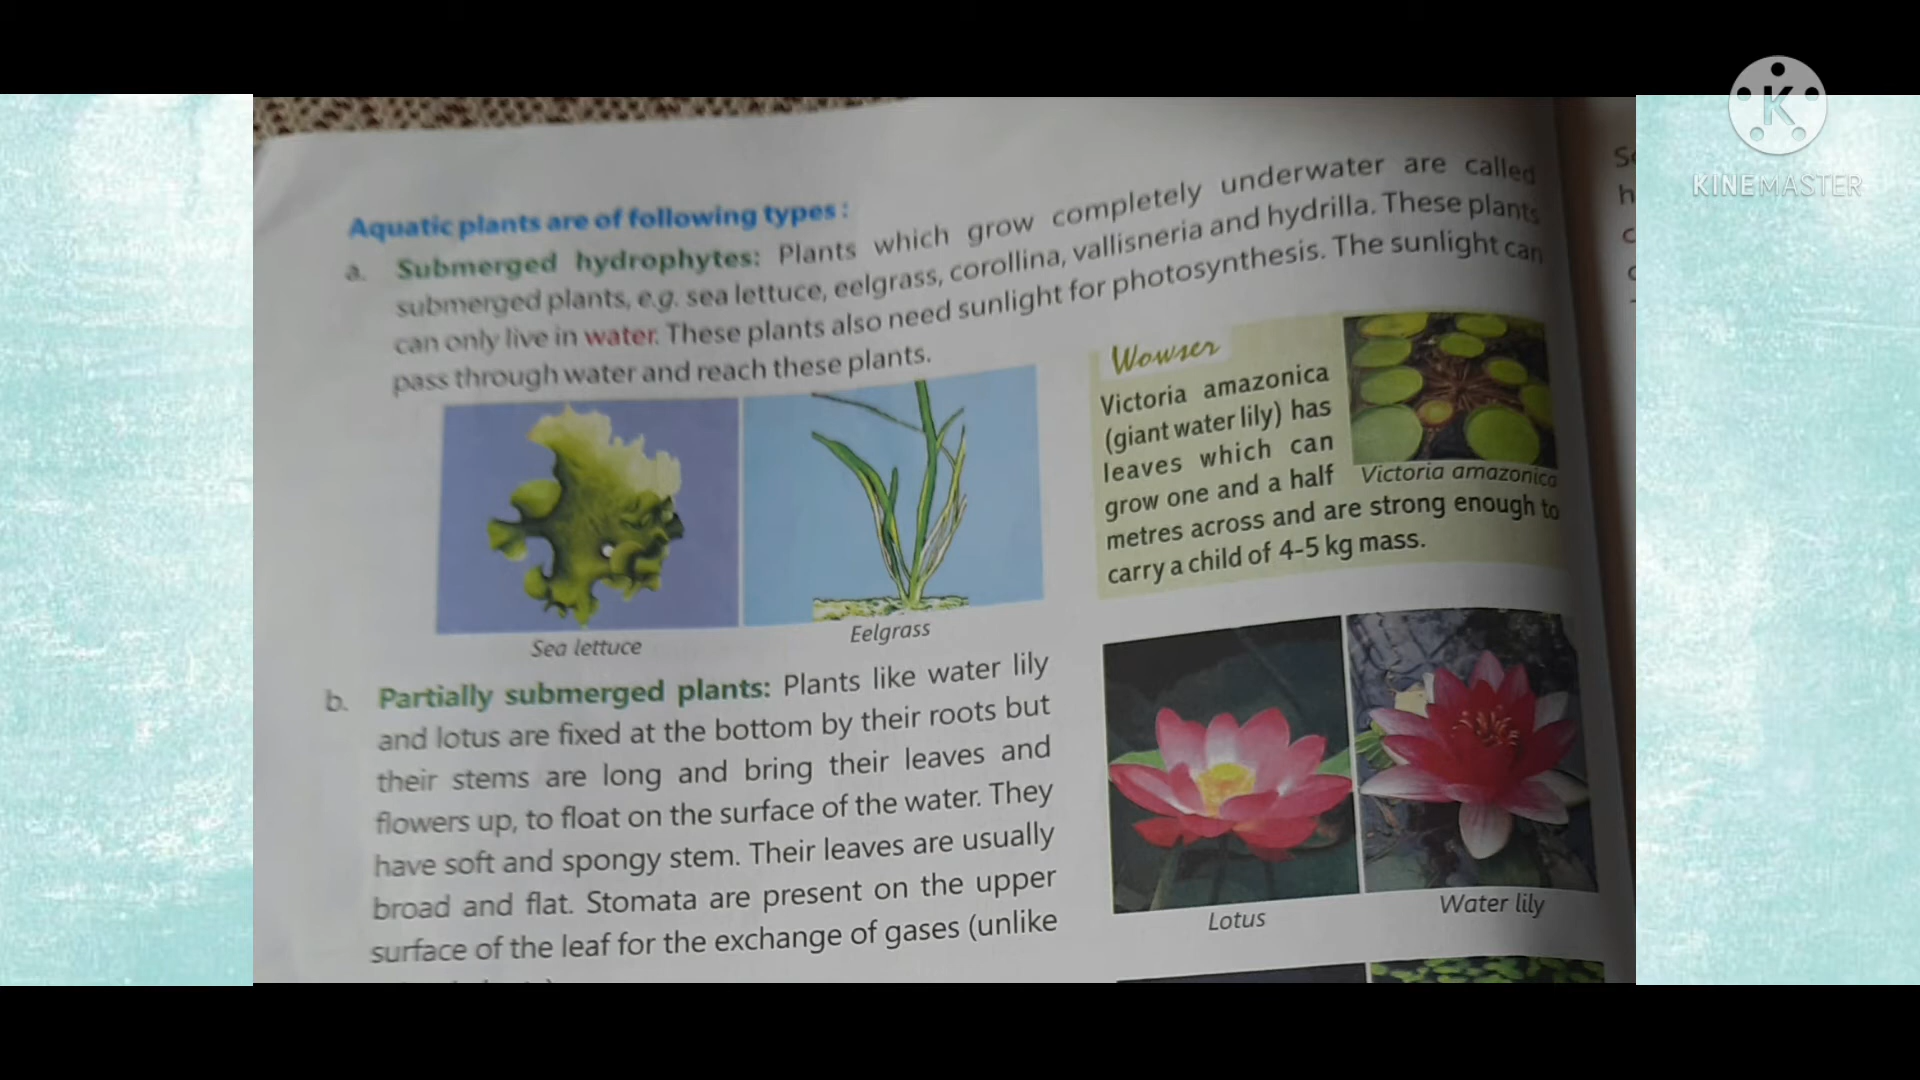 Aquatic plants are of following types :
a. Submerged hydrophytes: Plants which grow completely underwater are called
submerged plants, e.g. sea lettuce, eelgrass, corollina, vallisneria and hydrilla. These plants
can only live in water. These plants also need sunlight for photosynthesis. The sunlight can
pass through water and reach these plants.
Sea lettuce
Eelgrass
Wowser
Victoria amazonica
(giant water lily) has
leaves which can
grow one and a half
metres across and are strong enough to
carry a child of 4-5 kg mass.
Victoria amazonica
b. Partially submerged plants: Plants like water lily
and lotus are fixed at the bottom by their roots but
their stems are long and bring their leaves and
flowers up, to float on the surface of the water. They
have soft and spongy stem. Their leaves are usually
broad and flat. Stomata are present on the upper
surface of the leaf for the exchange of gases (unlike
Lotus
Water lily
K
KINEMASTER